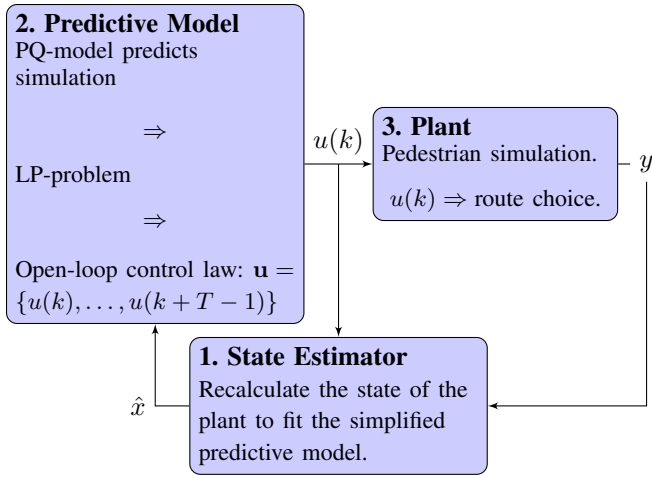 2. Predictive Model
PQ-model predicts
simulation
⇒
LP-problem
⇒
Open-loop control law: u =
{u(k), . . . , u(k + T − 1)}
u(k)
3. Plant
Pedestrian simulation.
u(k) ⇒ route choice.
y
1. State Estimator
Recalculate the state of the
plant to fit the simplified
predictive model.
x̂